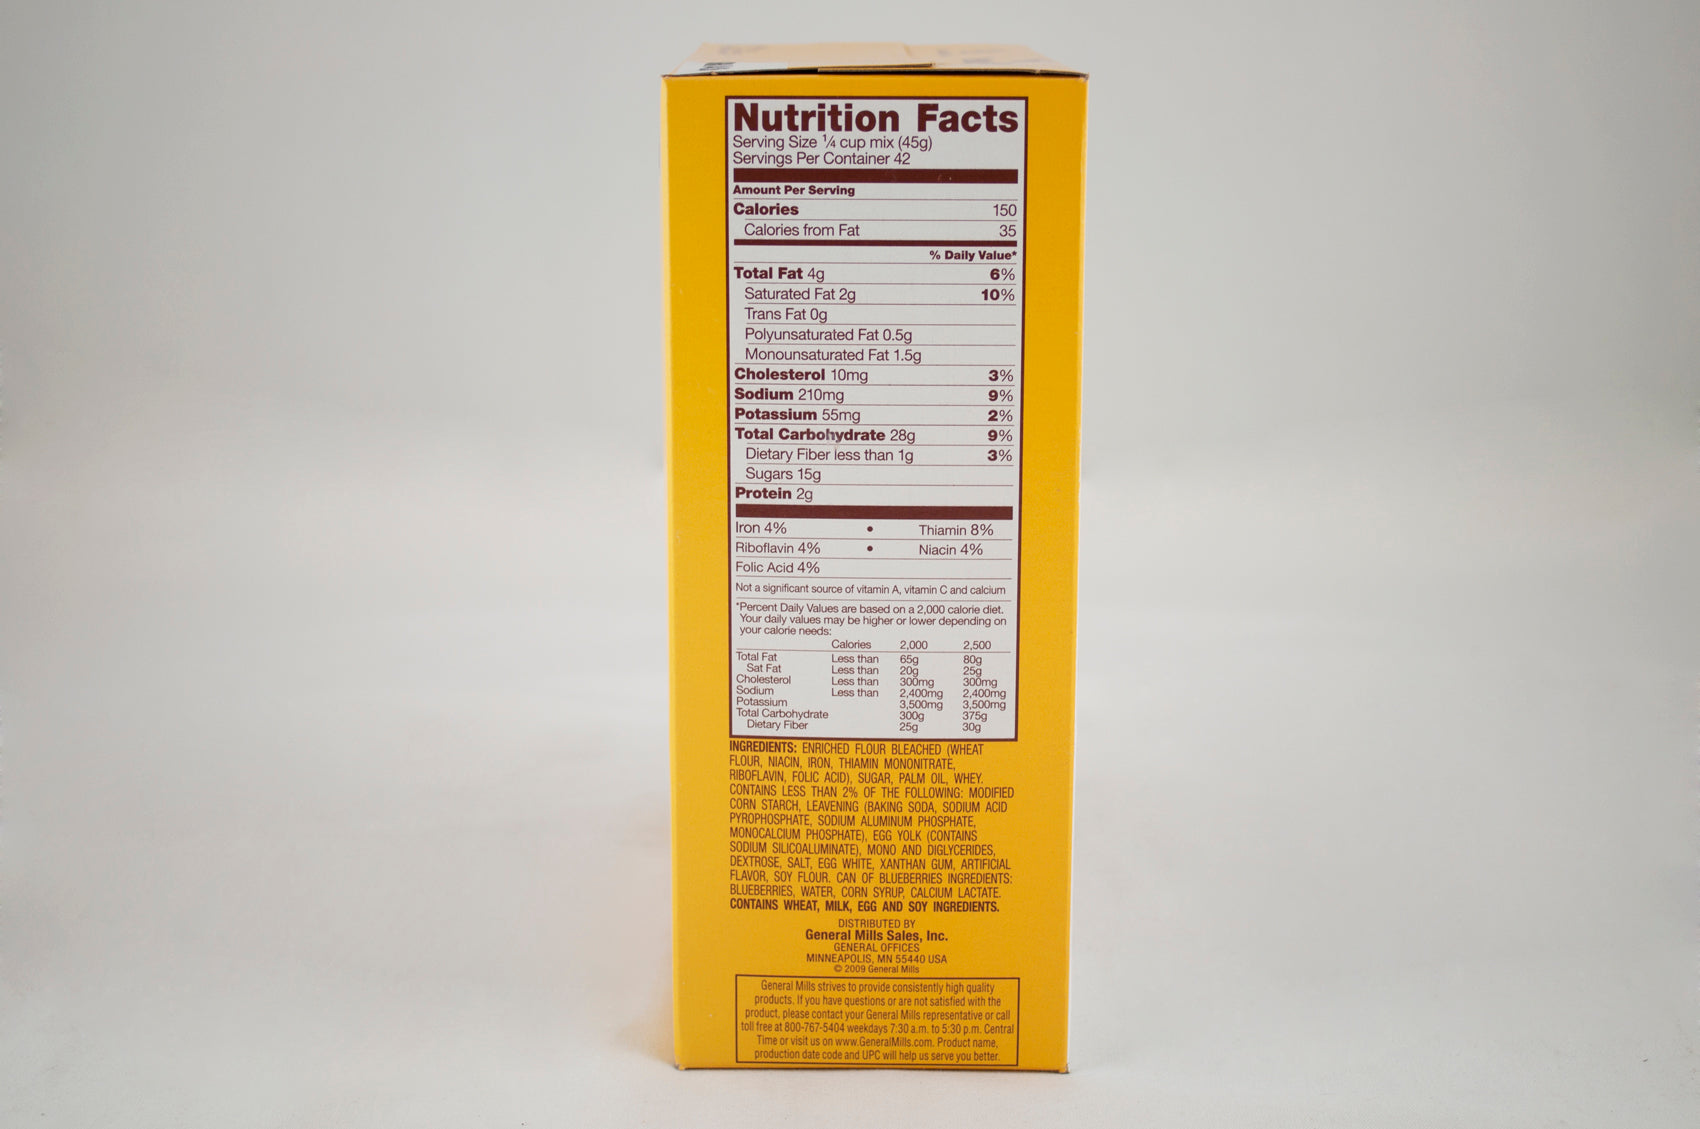 Nutrition Facts
Serving Size ¼ cup mix (45g)
Servings Per Container 42
Amount Per Serving
Calories 150
Calories from Fat 35
% Daily Value*
Total Fat 4g 6%
Saturated Fat 2g 10%
Trans Fat 0g
Polyunsaturated Fat 0.5g
Monounsaturated Fat 1.5g
Cholesterol 10mg 3%
Sodium 210mg 9%
Potassium 55mg 2%
Total Carbohydrate 28g 9%
Dietary Fiber less than 1g 3%
Sugars 15g
Protein 2g
Iron 4% • Thiamin 8%
Riboflavin 4% • Niacin 4%
Folic Acid 4%
Not a significant source of vitamin A, vitamin C and calcium
*Percent Daily Values are based on a 2,000 calorie diet.
Your daily values may be higher or lower depending on
your calorie needs:
Calories 2,000 2,500
Total Fat Less than 65g 80g
Sat Fat Less than 20g 25g
Cholesterol Less than 300mg 300mg
Sodium Less than 2,400mg 2,400mg
Potassium 3,500mg 3,500mg
Total Carbohydrate 300g 375g
Dietary Fiber 25g 30g
INGREDIENTS: ENRICHED FLOUR BLEACHED (WHEAT
FLOUR, NIACIN, IRON, THIAMIN MONONITRATE,
RIBOFLAVIN, FOLIC ACID), SUGAR, PALM OIL, WHEY.
CONTAINS LESS THAN 2% OF THE FOLLOWING: MODIFIED
CORN STARCH, LEAVENING (BAKING SODA, SODIUM ACID
PYROPHOSPHATE, SODIUM ALUMINUM PHOSPHATE,
MONOCALCIUM PHOSPHATE), EGG YOLK (CONTAINS
SODIUM SILICOALUMINATE), MONO AND DIGLYCERIDES,
DEXTROSE, SALT, EGG WHITE, XANTHAN GUM, ARTIFICIAL
FLAVOR, SOY FLOUR. CAN OF BLUEBERRIES INGREDIENTS:
BLUEBERRIES, WATER, CORN SYRUP, CALCIUM LACTATE.
CONTAINS WHEAT, MILK, EGG AND SOY INGREDIENTS.
DISTRIBUTED BY
General Mills Sales, Inc.
GENERAL OFFICES
MINNEAPOLIS, MN 55440 USA
© 2009 General Mills
General Mills strives to provide consistently high quality
products. If you have questions or are not satisfied with the
product, please contact your General Mills representative or call
toll free at 800-767-5404 weekdays 7:30 a.m. to 5:30 p.m. Central
Time or visit us on www.GeneralMills.com. Product name,
production date code and UPC will help us serve you better.